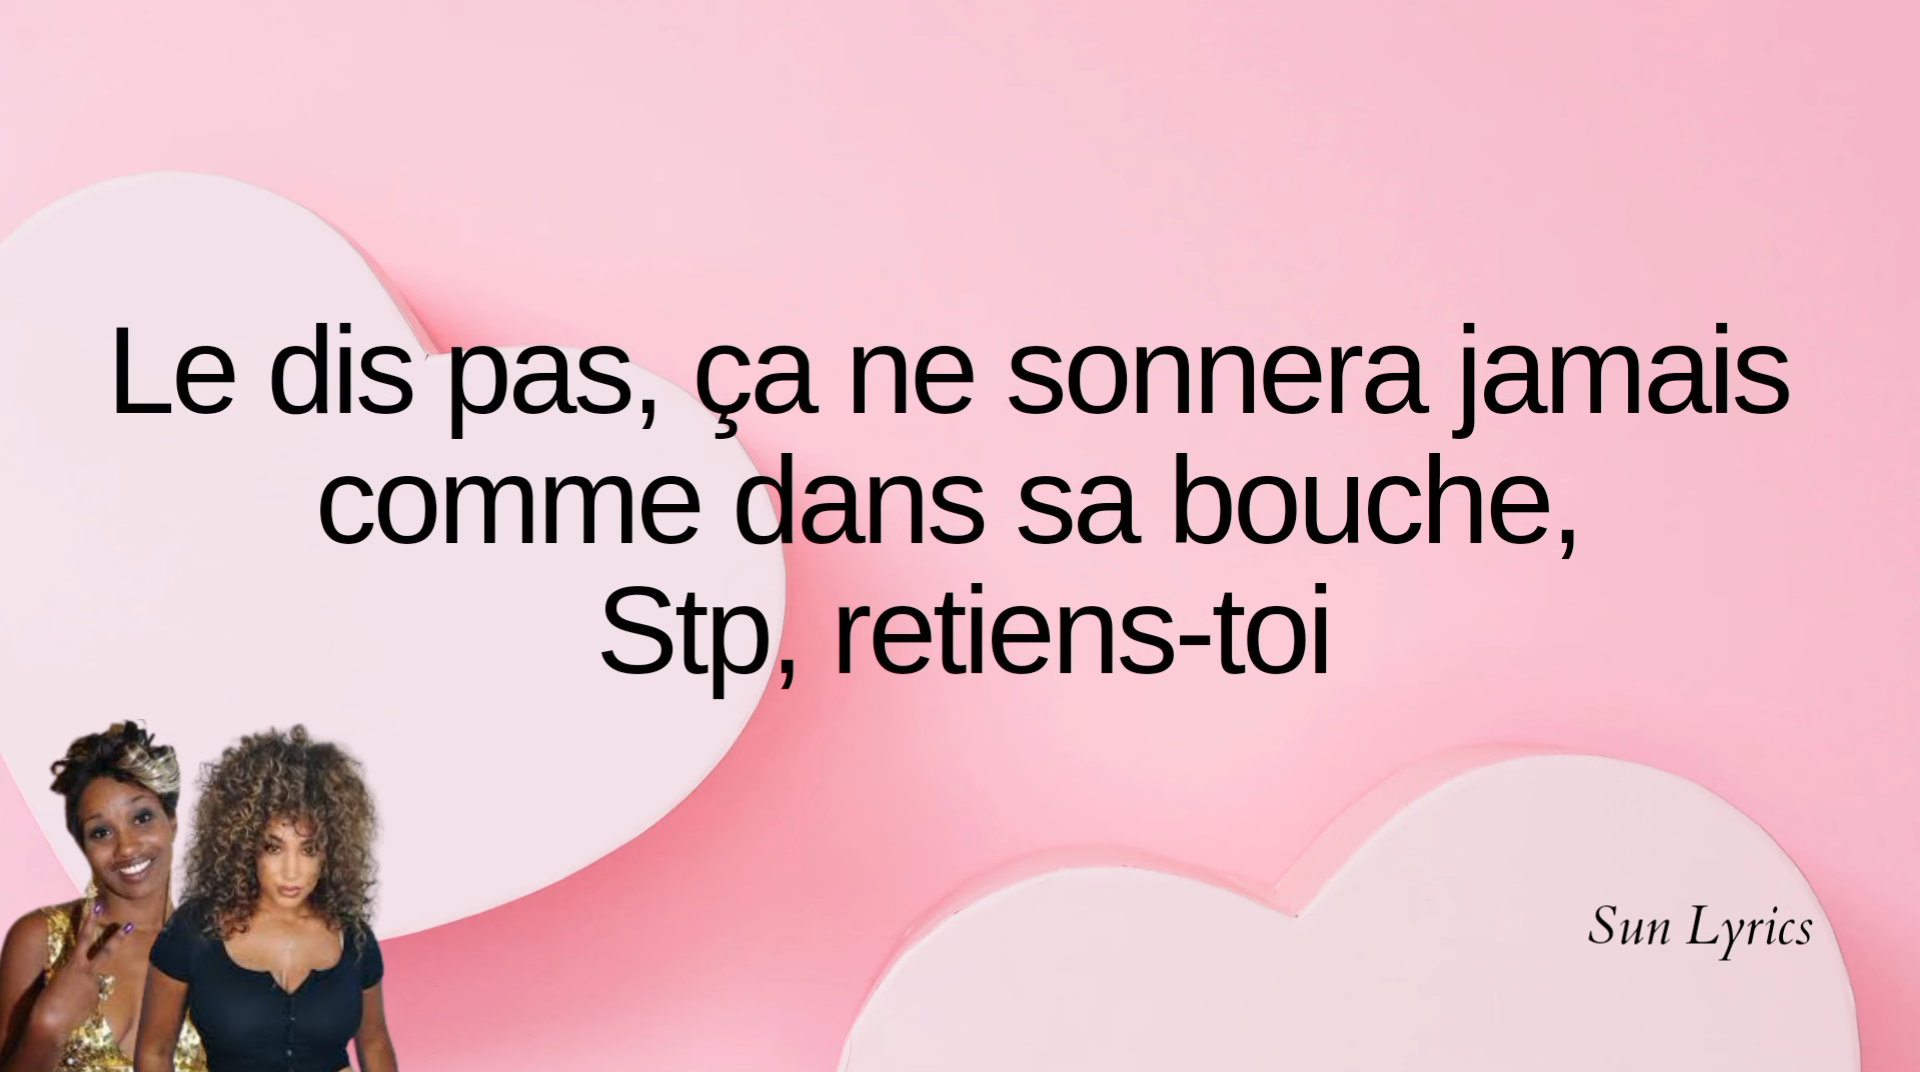 Le dis pas, ça ne sonnera jamais
comme dans sa bouche,
Stp, retiens-toi
Sun Lyrics